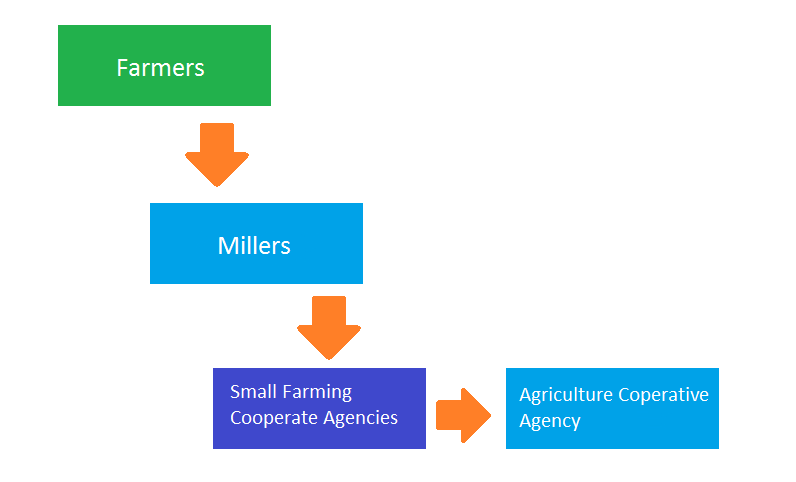 Farmers
Millers
Small Farming
Cooperate Agencies
Agriculture Coperative
Agency